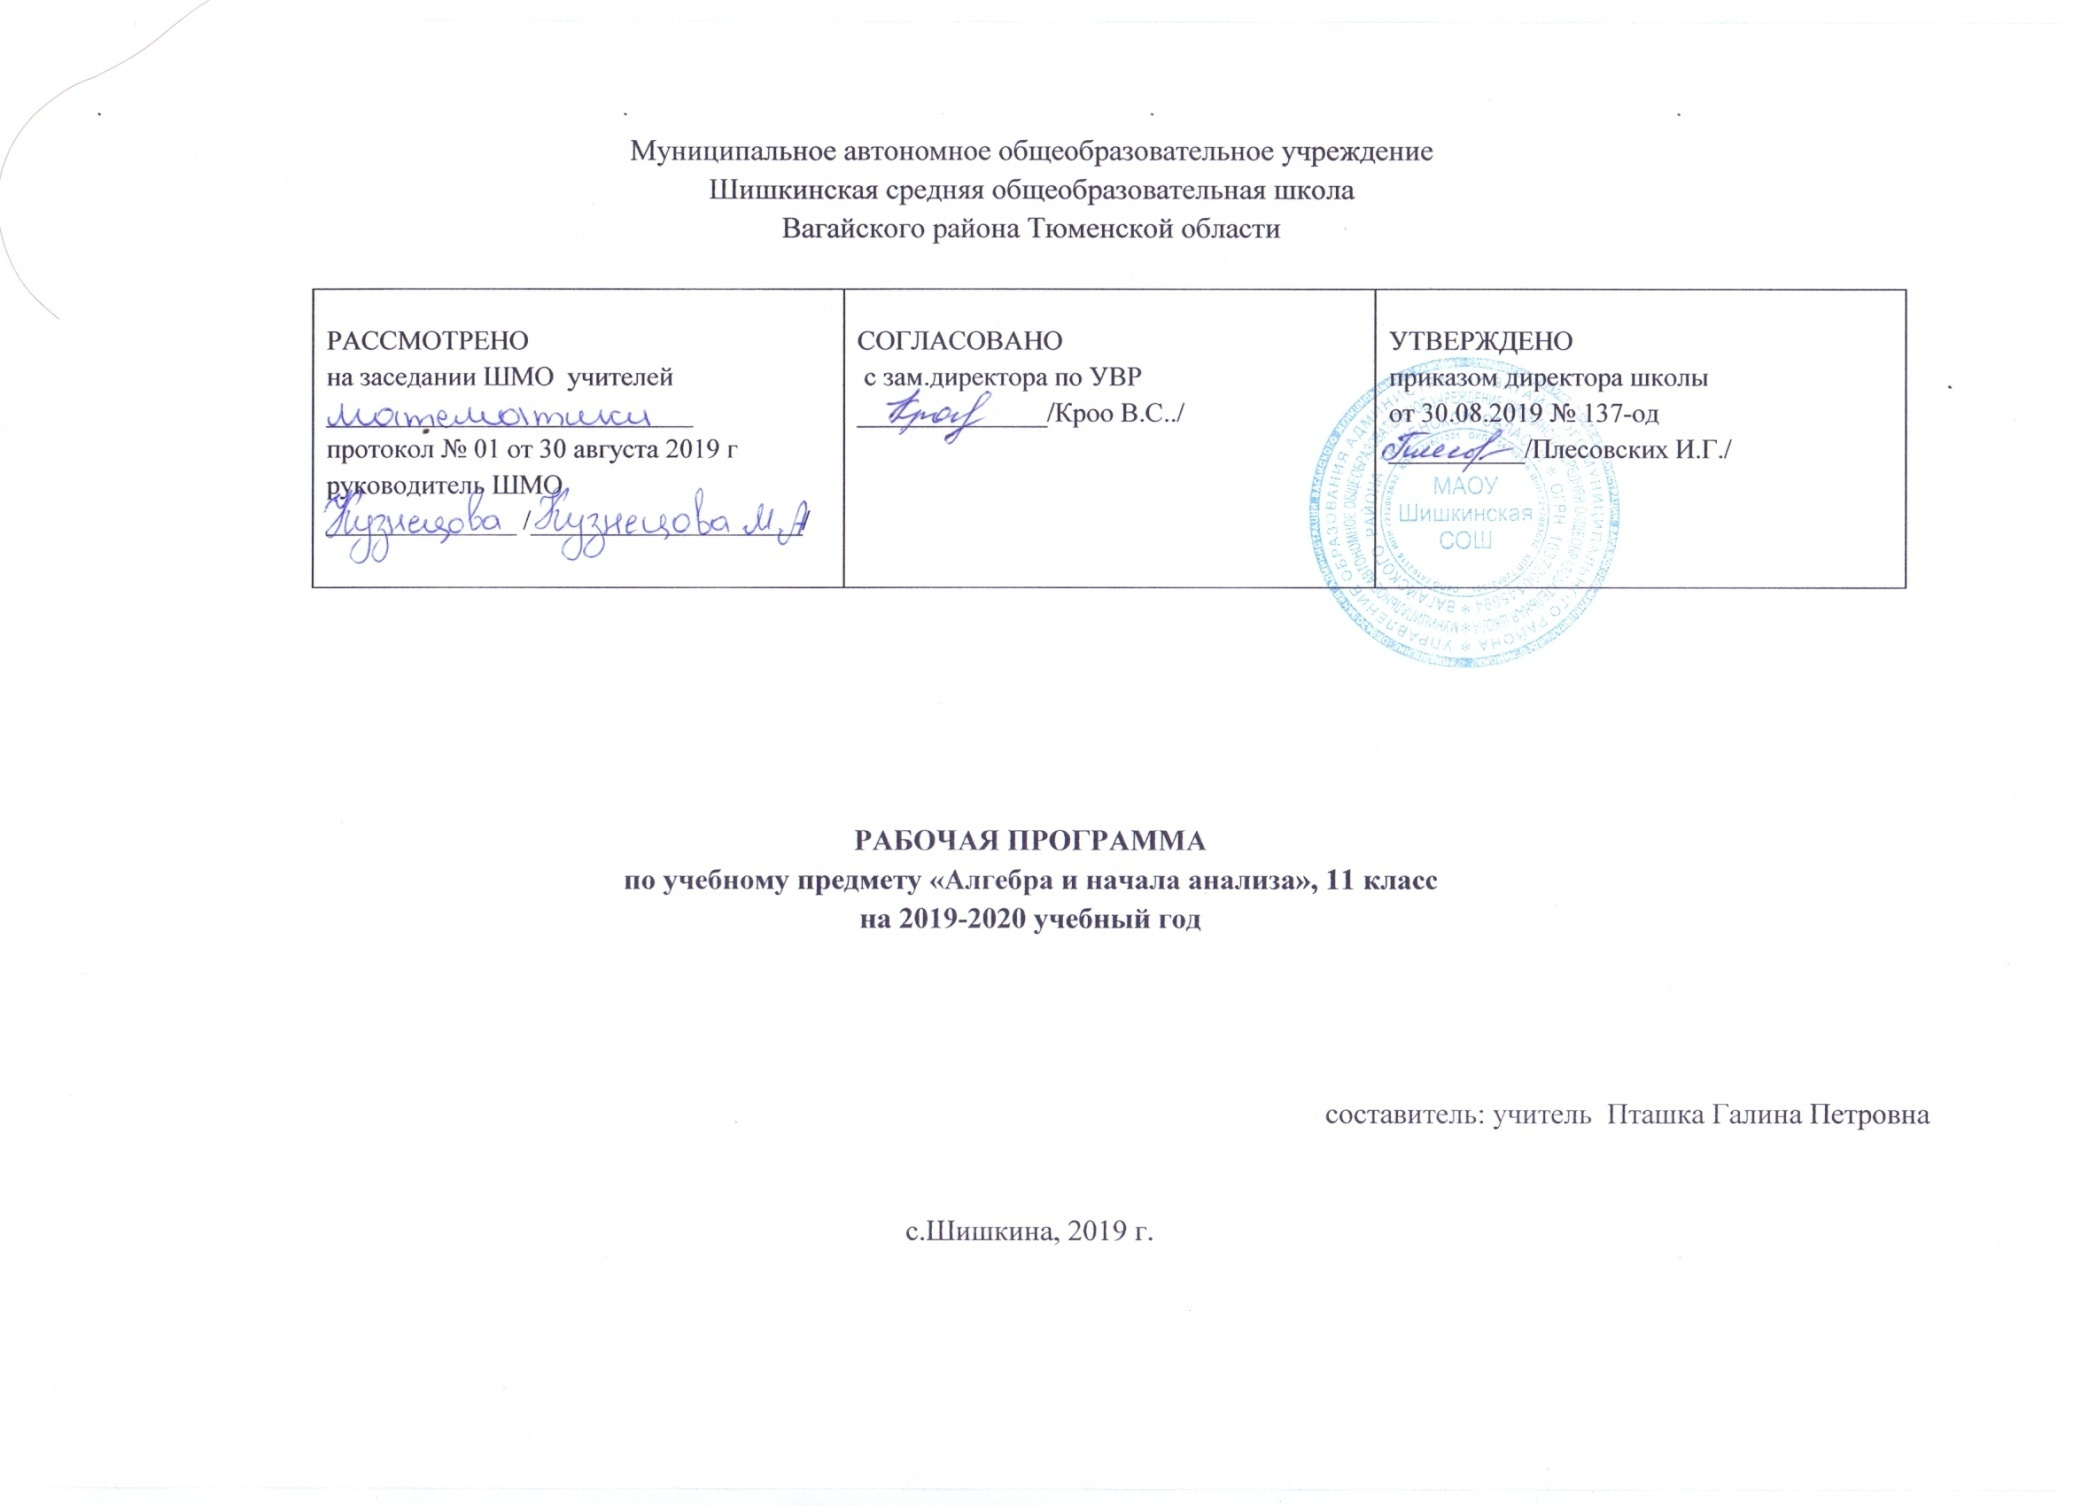 Муниципальное автономное общеобразовательное учреждение
Шишкинская средняя общеобразовательная школа
Вагайского района Тюменской области
РАССМОТРЕНО
на заседании ШМО  учителей
математики
протокол № 01 от 30 августа 2019 г
руководитель ШМО
Кузнецова / Кузнецова М.А/
СОГЛАСОВАНО
с зам.директора по УВР
Кроо /Кроо В.С../
УТВЕРЖДЕНО
приказом директора школы
от 30.08.2019 № 137-од
Плесов /Плесовских И.Г./
МАОУ
Шишкинская
СОШ
РАБОЧАЯ ПРОГРАММА
по учебному предмету «Алгебра и начала анализа», 11 класс
на 2019-2020 учебный год
составитель: учитель  Пташка Галина Петровна
с.Шишкина, 2019 г.